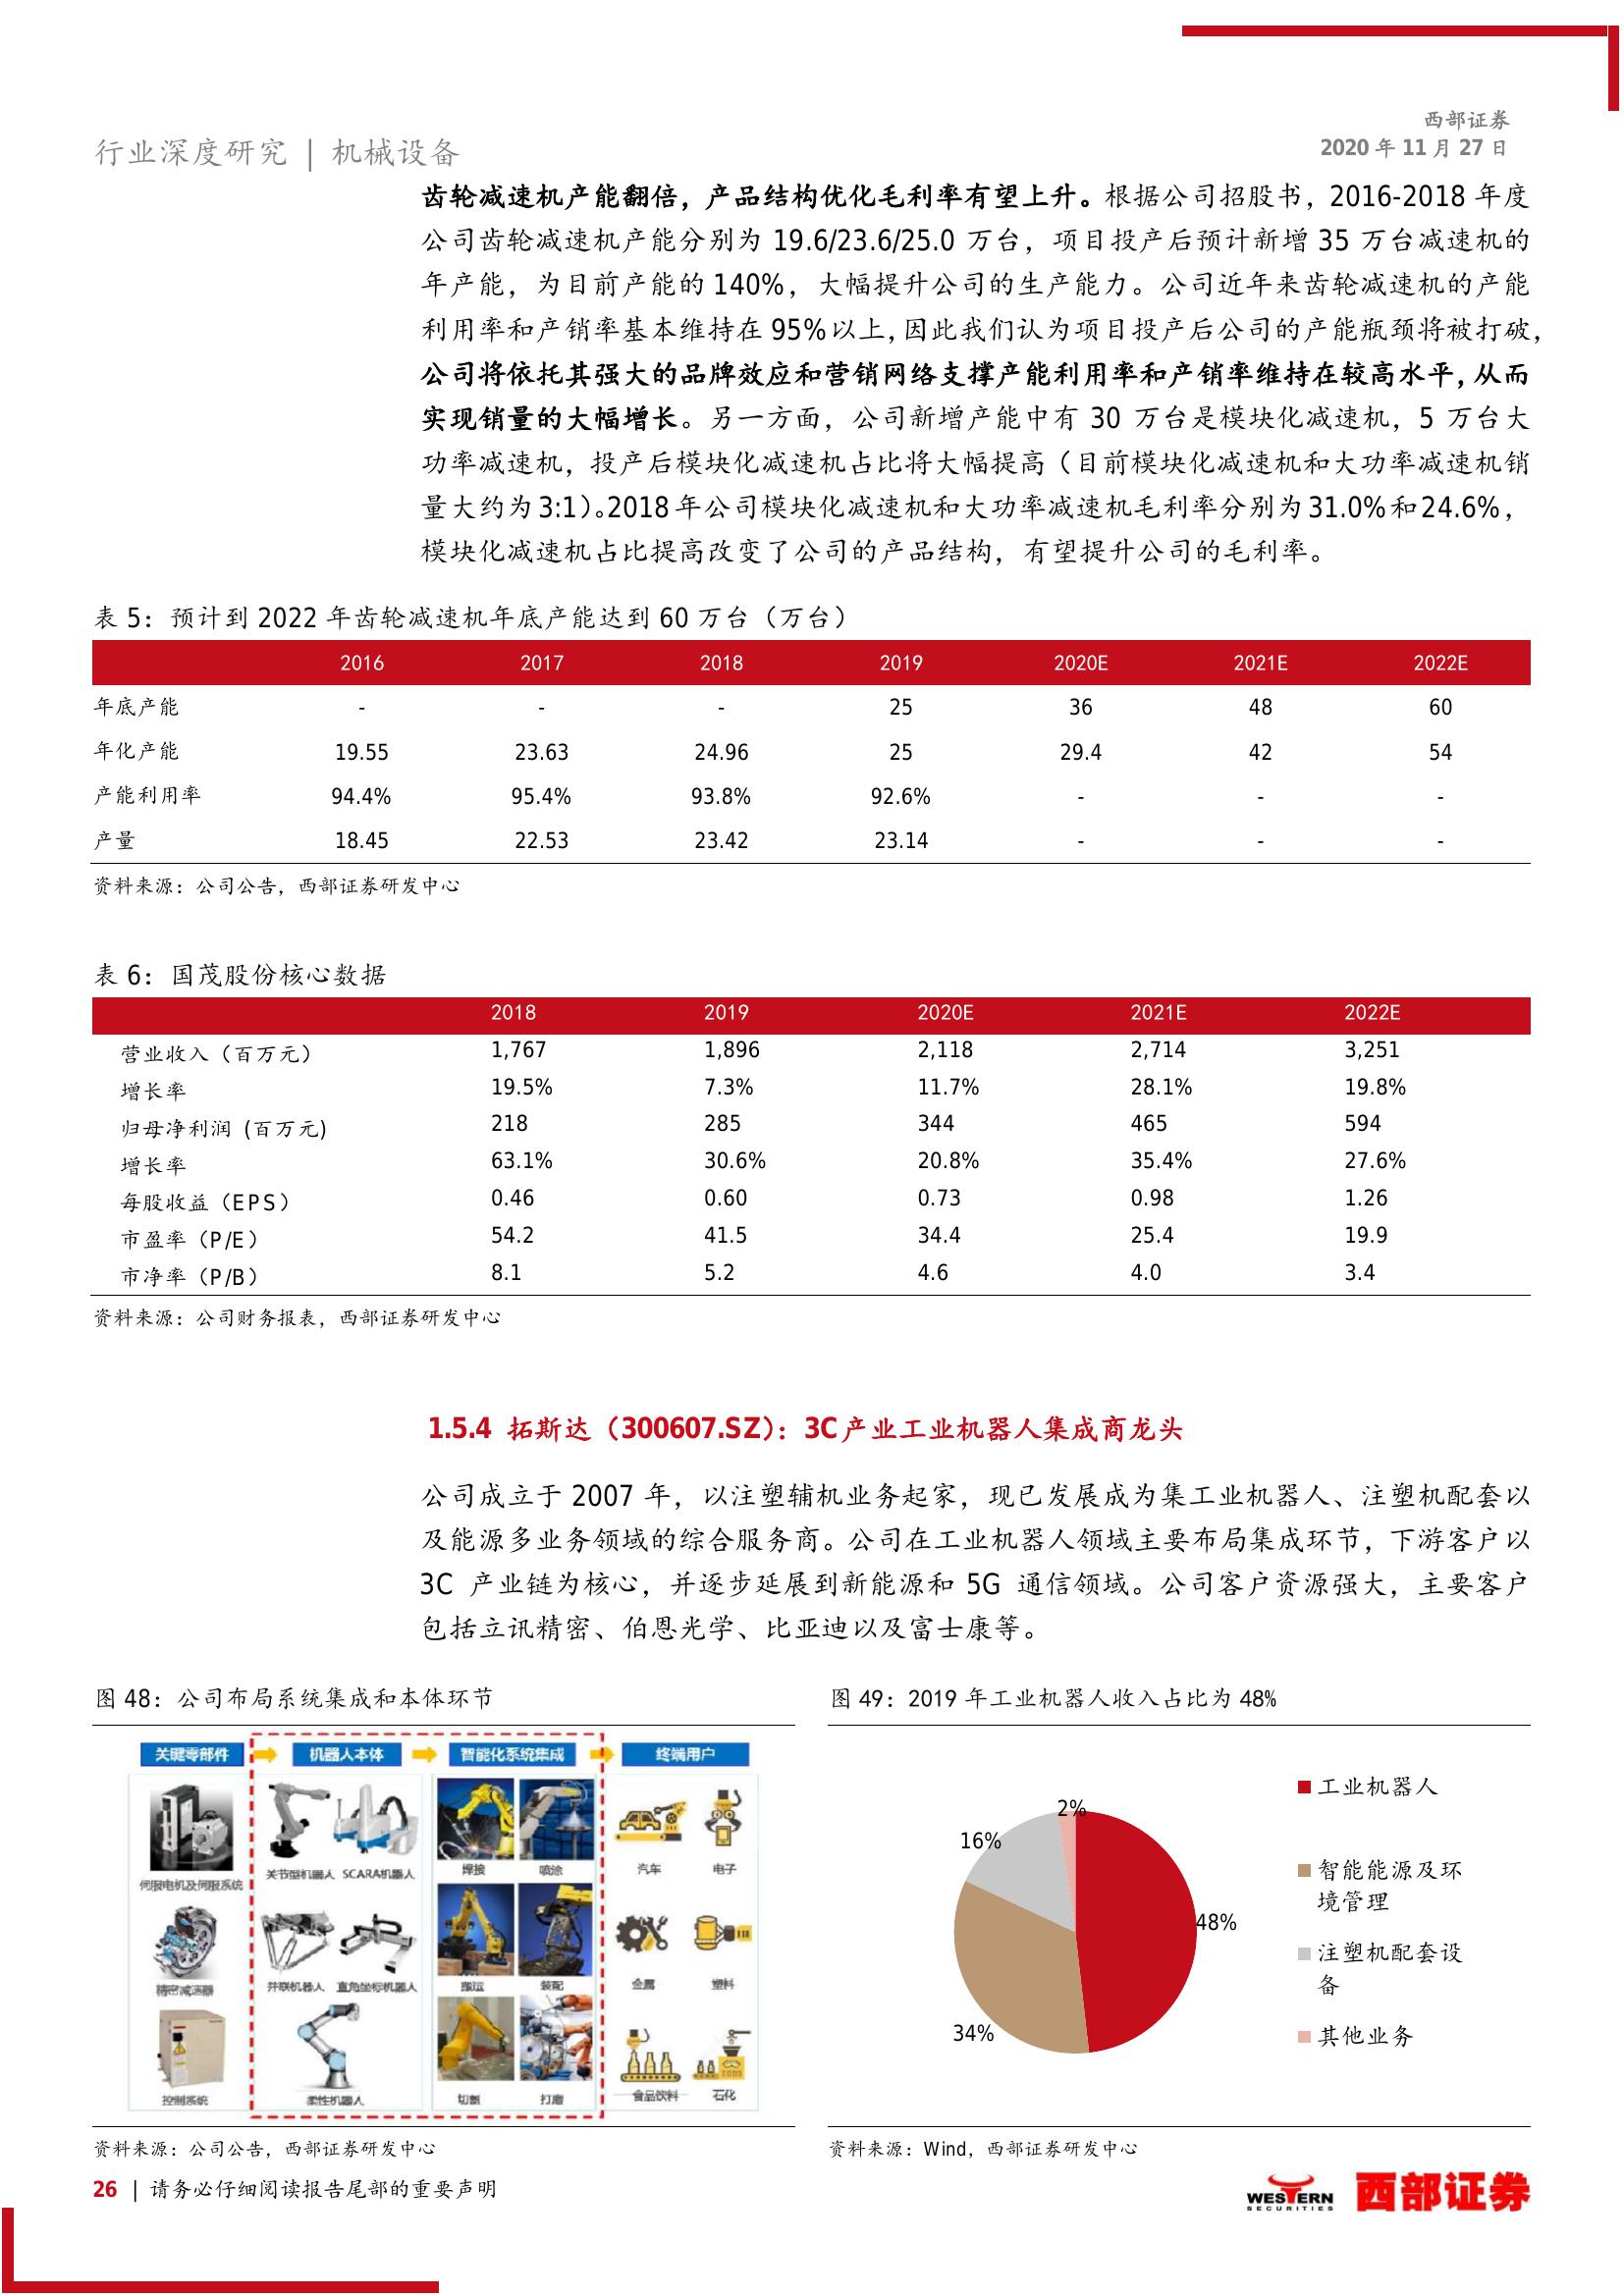 西部证券
2020 年 11 月 27 日
行业深度研究 | 机械设备
齿轮减速机产能翻倍，产品结构优化毛利率有望上升。根据公司招股书，2016-2018 年度
公司齿轮减速机产能分别为 19.6/23.6/25.0 万台，项目投产后预计新增 35 万台减速机的
年产能，为目前产能的 140%，大幅提升公司的生产能力。公司近年来齿轮减速机的产能
利用率和产销率基本维持在 95%以上,因此我们认为项目投产后公司的产能瓶颈将被打破，
公司将依托其强大的品牌效应和营销网络支撑产能利用率和产销率维持在较高水平,从而
实现销量的大幅增长。另一方面，公司新增产能中有 30 万台是模块化减速机，5 万台大
功率减速机，投产后模块化减速机占比将大幅提高（目前模块化减速机和大功率减速机销
量大约为 3:1）。2018 年公司模块化减速机和大功率减速机毛利率分别为 31.0%和 24.6%，
模块化减速机占比提高改变了公司的产品结构，有望提升公司的毛利率。
表 5：预计到 2022 年齿轮减速机年底产能达到 60 万台（万台）
2016 2017 2018 2019 2020E 2021E 2022E
年底产能 - - - 25 36 48 60
年化产能 19.55 23.63 24.96 25 29.4 42 54
产能利用率 94.4% 95.4% 93.8% 92.6% - - -
产量 18.45 22.53 23.42 23.14 - - -
资料来源：公司公告，西部证券研发中心
表 6：国茂股份核心数据
2018 2019 2020E 2021E 2022E
营业收入（百万元） 1,767 1,896 2,118 2,714 3,251
增长率 19.5% 7.3% 11.7% 28.1% 19.8%
归母净利润 (百万元) 218 285 344 465 594
增长率 63.1% 30.6% 20.8% 35.4% 27.6%
每股收益（EPS） 0.46 0.60 0.73 0.98 1.26
市盈率（P/E） 54.2 41.5 34.4 25.4 19.9
市净率（P/B） 8.1 5.2 4.6 4.0 3.4
资料来源：公司财务报表，西部证券研发中心
1.5.4 拓斯达（300607.SZ）：3C 产业工业机器人集成商龙头
公司成立于 2007 年，以注塑辅机业务起家，现已发展成为集工业机器人、注塑机配套以
及能源多业务领域的综合服务商。公司在工业机器人领域主要布局集成环节，下游客户以
3C 产业链为核心，并逐步延展到新能源和 5G 通信领域。公司客户资源强大，主要客户
包括立讯精密、伯恩光学、比亚迪以及富士康等。
图 48：公司布局系统集成和本体环节
关键零部件 机器人本体 智能化系统集成 终端用户
伺服电机及伺服系统 关节型机器人 SCARA机器人 焊接 喷涂 汽车 电子
精密减速器 并联机器人 直角坐标机器人 搬运 装配 金属 塑料
控制系统 柔性机器人 切割 打磨 食品饮料 石化
资料来源：公司公告，西部证券研发中心
图 49：2019 年工业机器人收入占比为 48%
2%
16%
48%
34%
工业机器人
智能能源及环
境管理
注塑机配套设
备
其他业务
资料来源：Wind，西部证券研发中心
26 | 请务必仔细阅读报告尾部的重要声明
WESTERN
SECURITIES
西部证券